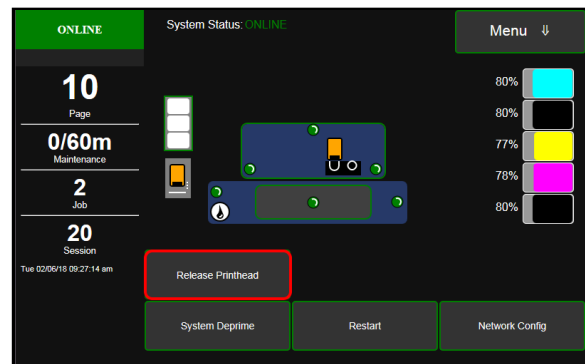 ONLINE
System Status: ONLINE
Menu ⇓
10
Page
0/60m
Maintenance
2
Job
20
Session
Tue 02/06/18 09:27:14 am
80%
80%
77%
78%
80%
Release Printhead
System Deprime
Restart
Network Config